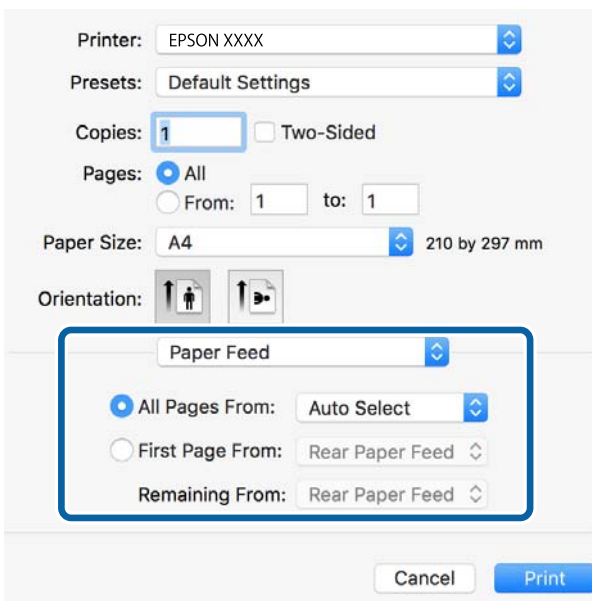 Printer: EPSON XXXX
Presets: Default Settings
Copies: 1 Two-Sided
Pages: All
From: 1 to: 1
Paper Size: A4 210 by 297 mm
Orientation:
Paper Feed
All Pages From: Auto Select
First Page From: Rear Paper Feed
Remaining From: Rear Paper Feed
Cancel Print